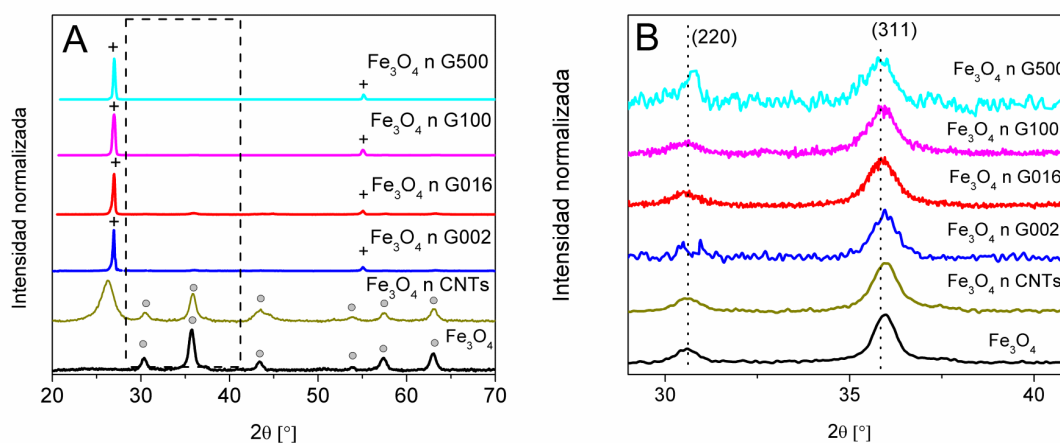 A
Intensidad normalizada
+
+
Fe₃O₄ n G500
+
+
Fe₃O₄ n G100
+
+
Fe₃O₄ n G016
+
+
Fe₃O₄ n G002
Fe₃O₄ n CNTs
Fe₃O₄
20 30 40 50 60 70
2θ [°]
B
Intensidad normalizada
(220) (311)
Fe₃O₄ n G500
Fe₃O₄ n G100
Fe₃O₄ n G016
Fe₃O₄ n G002
Fe₃O₄ n CNTs
Fe₃O₄
30 35 40
2θ [°]